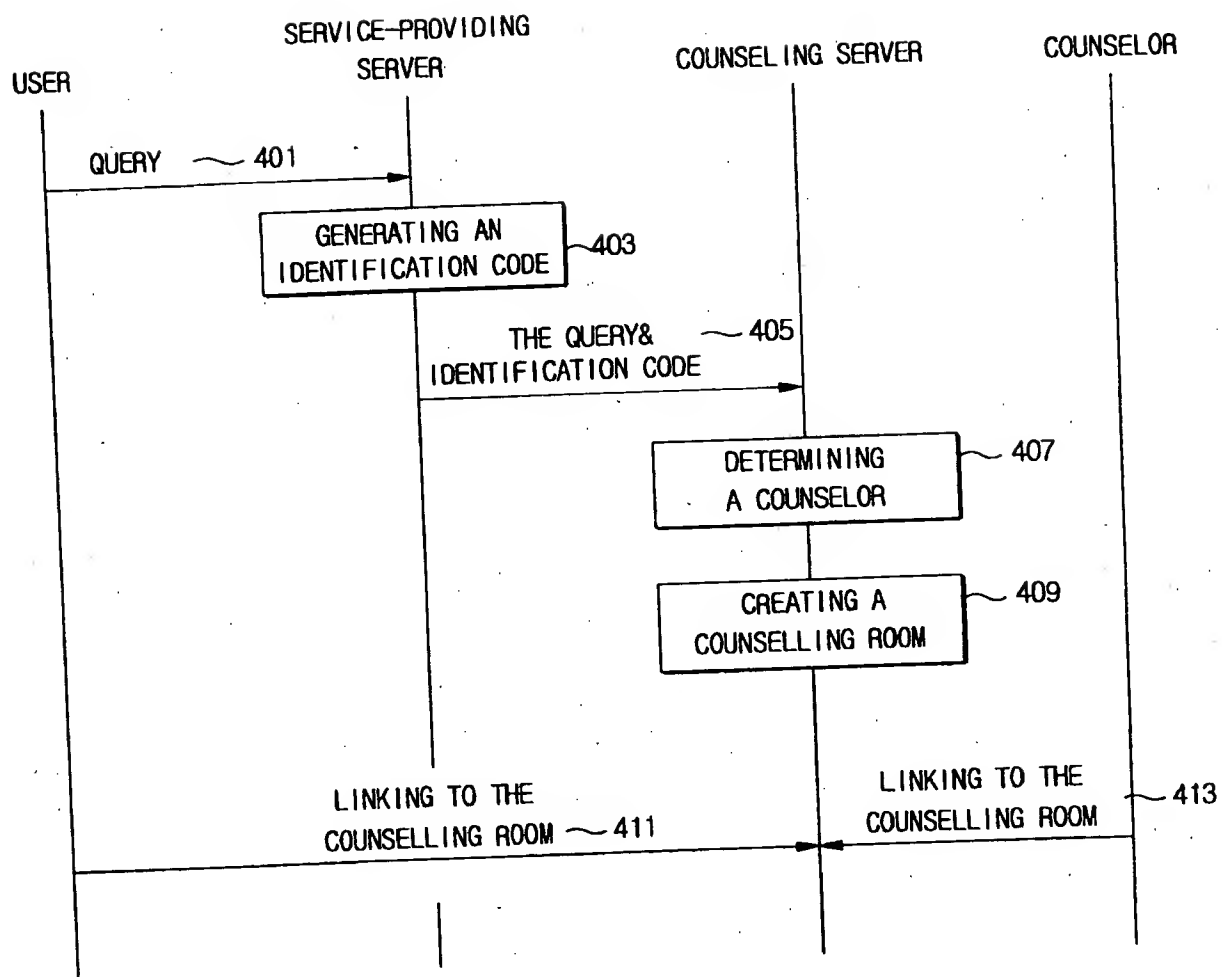 SERVICE-PROVIDING
SERVER
USER
COUNSELING SERVER
COUNSELOR
QUERY 401
GENERATING AN
IDENTIFICATION CODE
403
THE QUERY&
IDENTIFICATION CODE
405
DETERMINING
A COUNSELOR
407
CREATING A
COUNSELLING ROOM
409
LINKING TO THE
COUNSELLING ROOM 411
LINKING TO THE
COUNSELLING ROOM
413